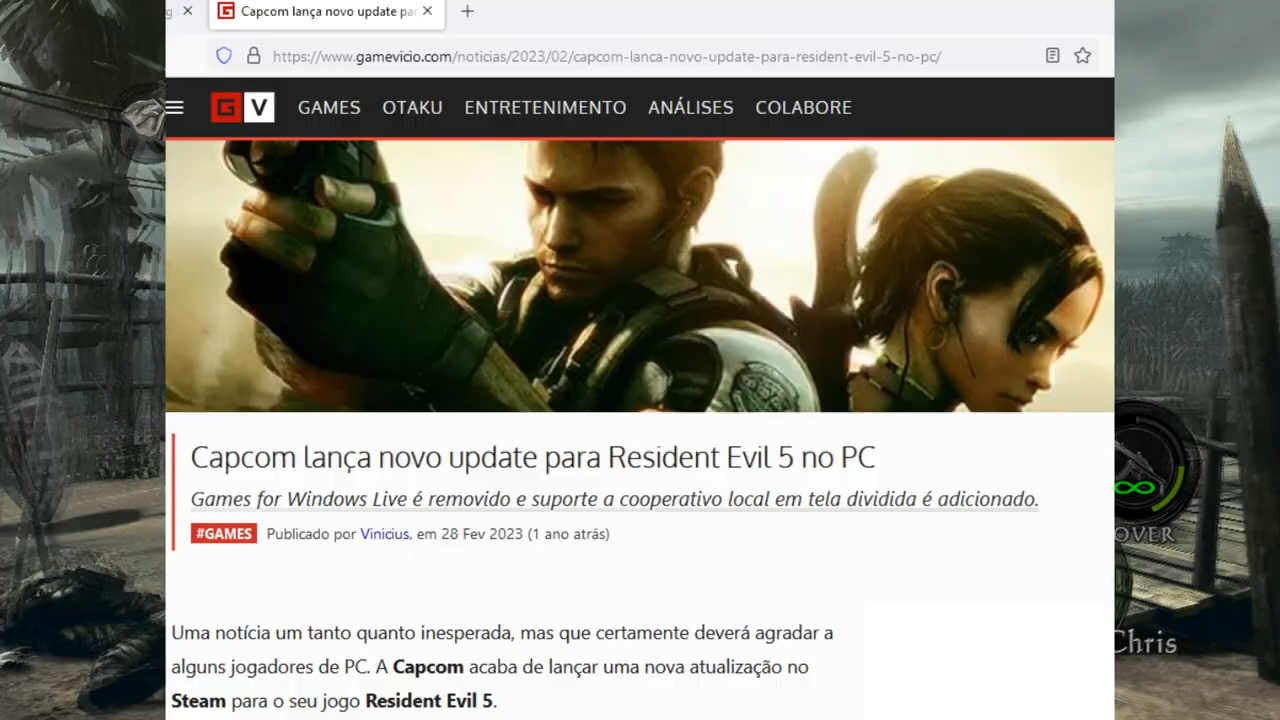 Capcom lança novo update par
https://www.gamevicio.com/noticias/2023/02/capcom-lanca-novo-update-para-resident-evil-5-no-pc/
G V GAMES OTAKU ENTRETENIMENTO ANÁLISES COLABORE
Capcom lança novo update para Resident Evil 5 no PC
Games for Windows Live é removido e suporte a cooperativo local em tela dividida é adicionado.
#GAMES Publicado por Vinicius, em 28 Fev 2023 (1 ano atrás)
OVER
Uma notícia um tanto quanto inesperada, mas que certamente deverá agradar a
Chris
alguns jogadores de PC. A Capcom acaba de lançar uma nova atualização no
Steam para o seu jogo Resident Evil 5.